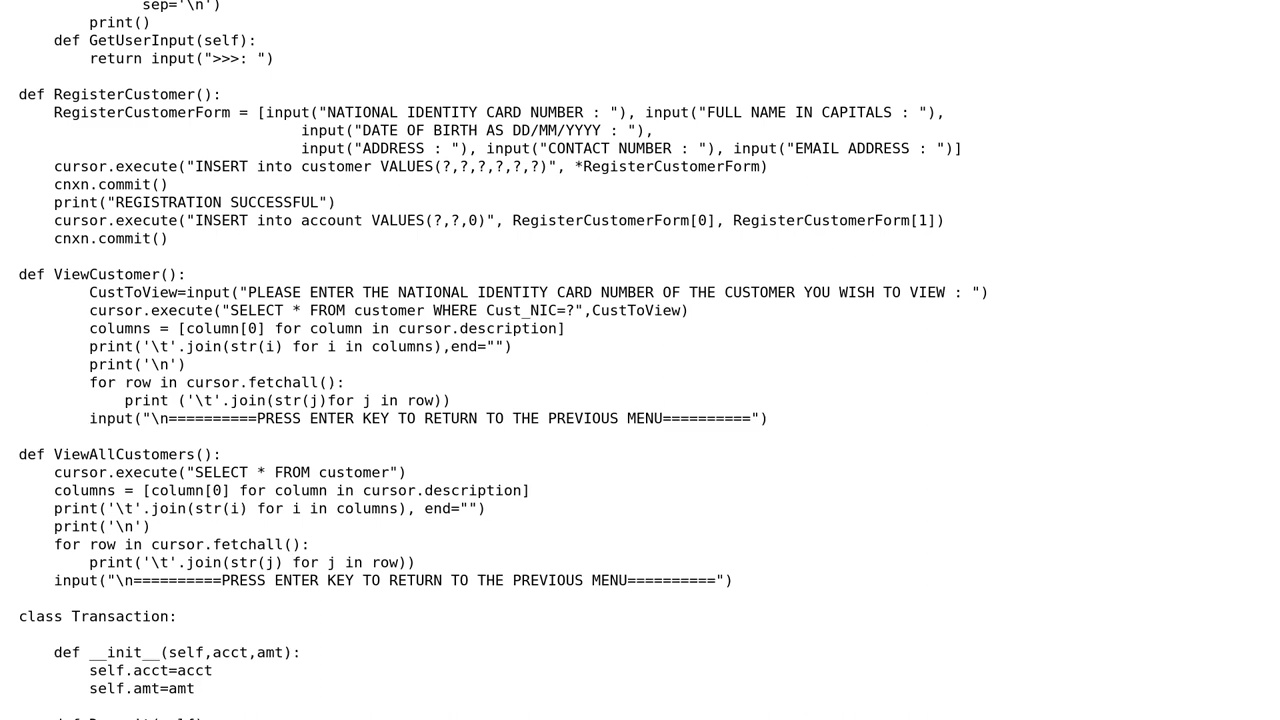 sep='\n')
        print()
    def GetUserInput(self):
        return input(">>>: ")

def RegisterCustomer():
    RegisterCustomerForm = [input("NATIONAL IDENTITY CARD NUMBER : "), input("FULL NAME IN CAPITALS : "),
                                input("DATE OF BIRTH AS DD/MM/YYYY : "),
                                input("ADDRESS : "), input("CONTACT NUMBER : "), input("EMAIL ADDRESS : ")]
    cursor.execute("INSERT into customer VALUES(?,?,?,?,?,?)", *RegisterCustomerForm)
    cnxn.commit()
    print("REGISTRATION SUCCESSFUL")
    cursor.execute("INSERT into account VALUES(?,?,0)", RegisterCustomerForm[0], RegisterCustomerForm[1])
    cnxn.commit()

def ViewCustomer():
        CustToView=input("PLEASE ENTER THE NATIONAL IDENTITY CARD NUMBER OF THE CUSTOMER YOU WISH TO VIEW : ")
        cursor.execute("SELECT * FROM customer WHERE Cust_NIC=?",CustToView)
        columns = [column[0] for column in cursor.description]
        print('\t'.join(str(i) for i in columns),end="")
        print('\n')
        for row in cursor.fetchall():
            print ('\t'.join(str(j)for j in row))
        input("\n==========PRESS ENTER KEY TO RETURN TO THE PREVIOUS MENU==========")

def ViewAllCustomers():
    cursor.execute("SELECT * FROM customer")
    columns = [column[0] for column in cursor.description]
    print('\t'.join(str(i) for i in columns), end="")
    print('\n')
    for row in cursor.fetchall():
        print('\t'.join(str(j) for j in row))
    input("\n==========PRESS ENTER KEY TO RETURN TO THE PREVIOUS MENU==========")

class Transaction:

    def __init__(self,acct,amt):
        self.acct=acct
        self.amt=amt